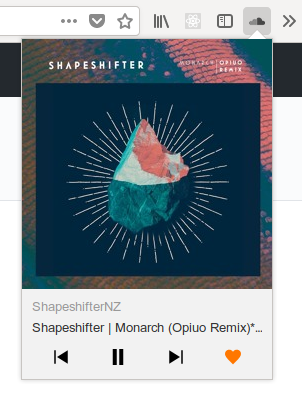 SHAPESHIFTER
MONARCH | OPIUO
REMIX
ShapeshifterNZ
Shapeshifter | Monarch (Opiuo Remix)*...